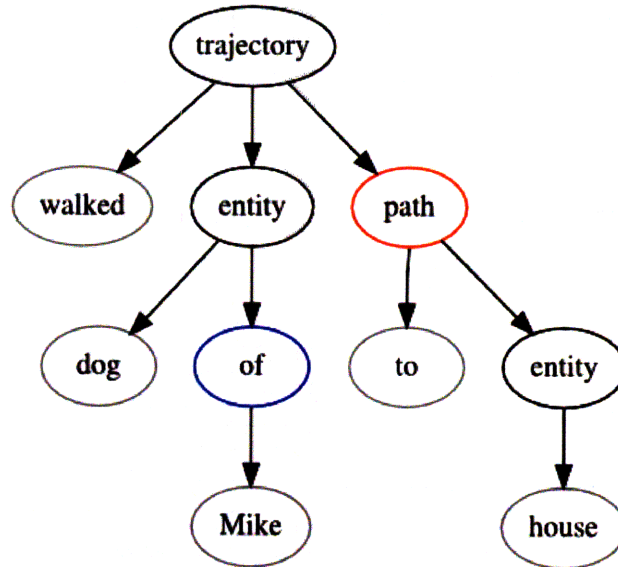 trajectory
walked entity path
dog of to entity
Mike house